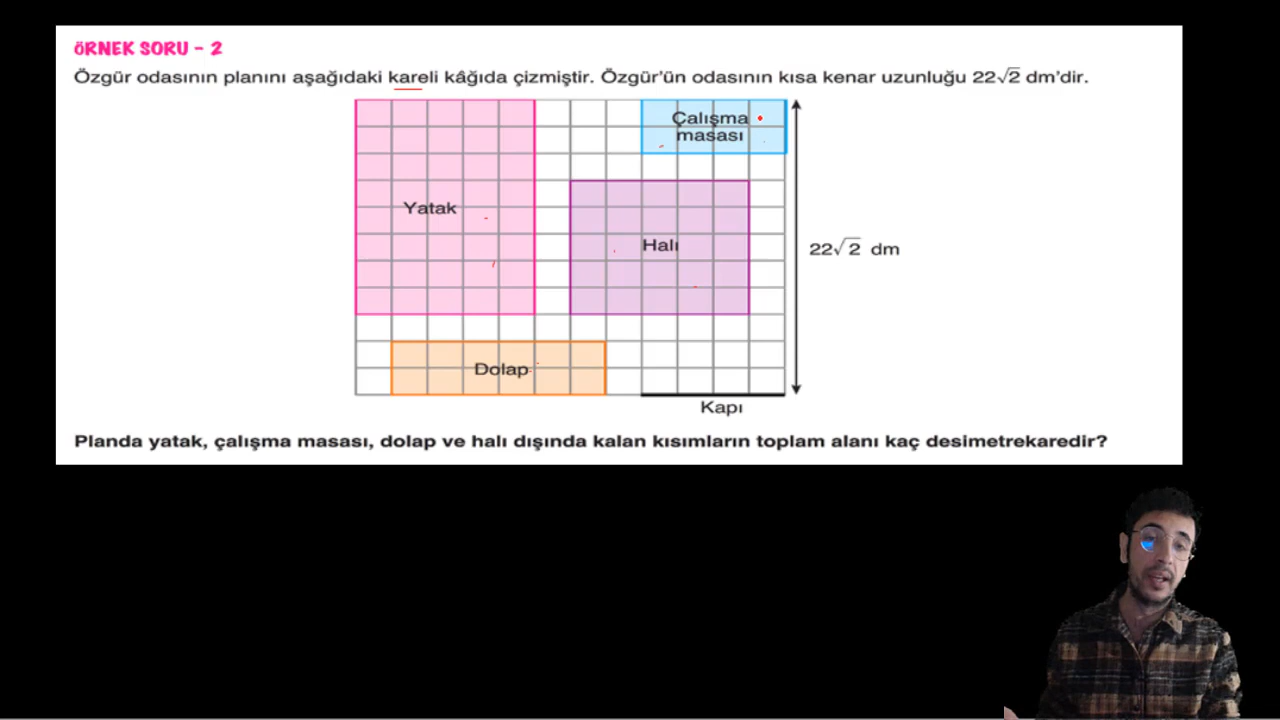 ÖRNEK SORU - 2
Özgür odasının planını aşağıdaki kareli kâğıda çizmiştir. Özgür'ün odasının kısa kenar uzunluğu 22√2 dm'dir.
Çalışma
masası
Yatak
Halı
22√2 dm
Dolap
Kapı
Planda yatak, çalışma masası, dolap ve halı dışında kalan kısımların toplam alanı kaç desimetrekaredir?